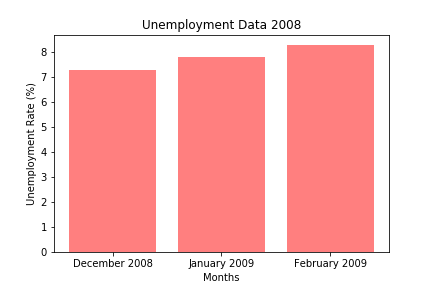 Unemployment Data 2008
Unemployment Rate (%)
8
7
6
5
4
3
2
1
0
December 2008
January 2009
February 2009
Months